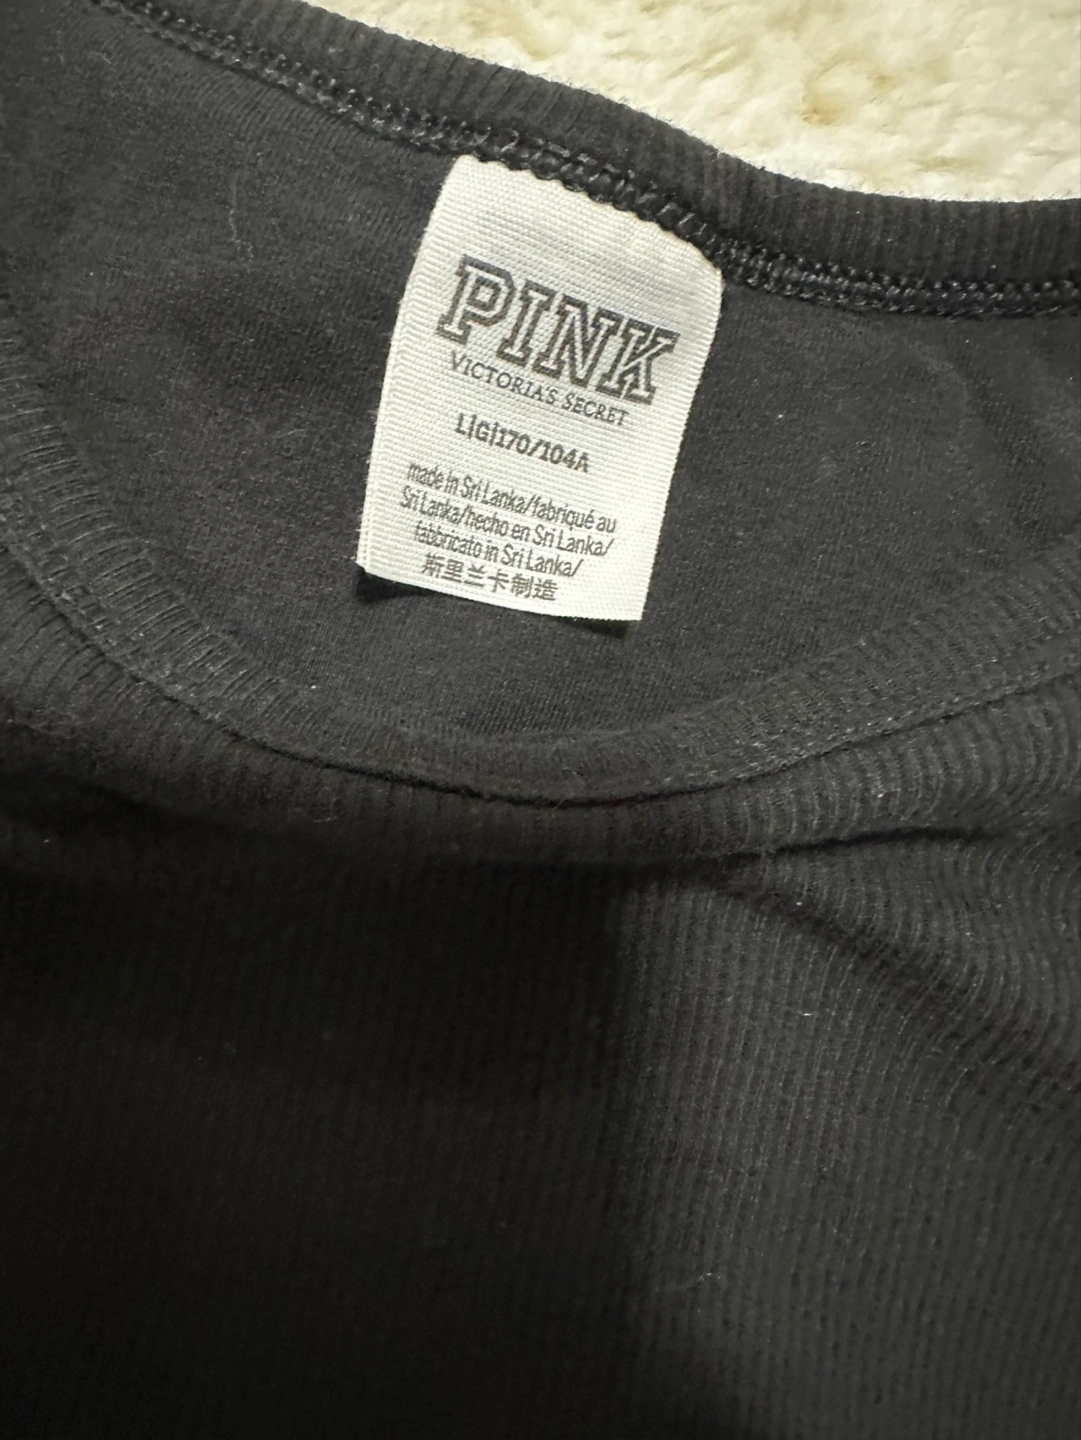 PINK
VICTORIA'S SECRET
L|G|170/104A
made in Sri Lanka/fabriqué au
Sri Lanka/hecho en Sri Lanka/
fabbricato in Sri Lanka/
斯里兰卡制造